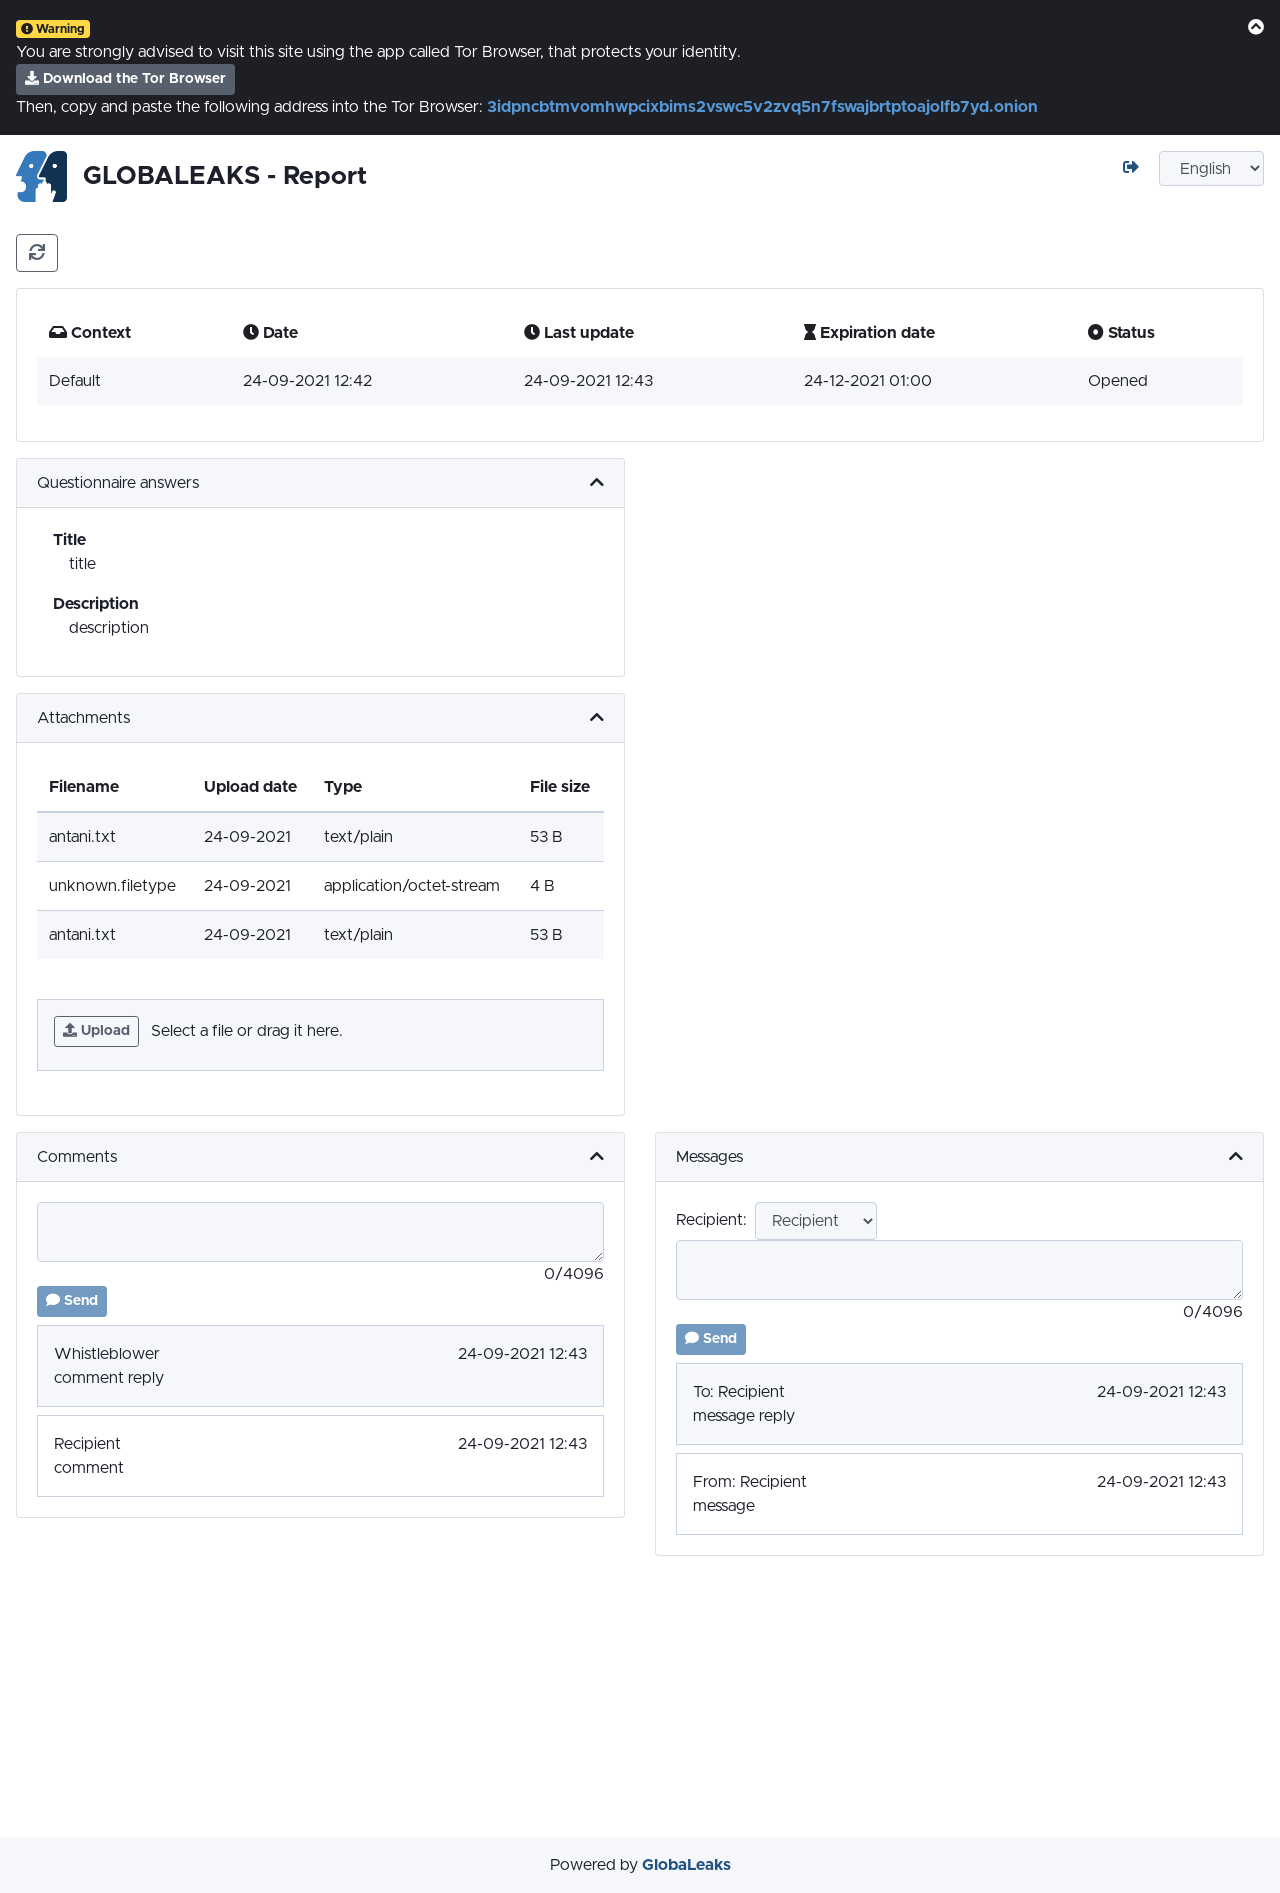 Warning
You are strongly advised to visit this site using the app called Tor Browser, that protects your identity.
Download the Tor Browser
Then, copy and paste the following address into the Tor Browser: 3idpncbtmvomhwpcixbims2vswc5v2zvq5n7fswajbrtptoajolfb7yd.onion
GLOBALEAKS - Report
English
Context Date Last update Expiration date Status
Default 24-09-2021 12:42 24-09-2021 12:43 24-12-2021 01:00 Opened
Questionnaire answers
Title
title
Description
description
Attachments
Filename Upload date Type File size
antani.txt 24-09-2021 text/plain 53 B
unknown.filetype 24-09-2021 application/octet-stream 4 B
antani.txt 24-09-2021 text/plain 53 B
Upload Select a file or drag it here.
Comments
0/4096
Send
Whistleblower 24-09-2021 12:43
comment reply
Recipient 24-09-2021 12:43
comment
Messages
Recipient: Recipient
0/4096
Send
To: Recipient 24-09-2021 12:43
message reply
From: Recipient 24-09-2021 12:43
message
Powered by GlobaLeaks